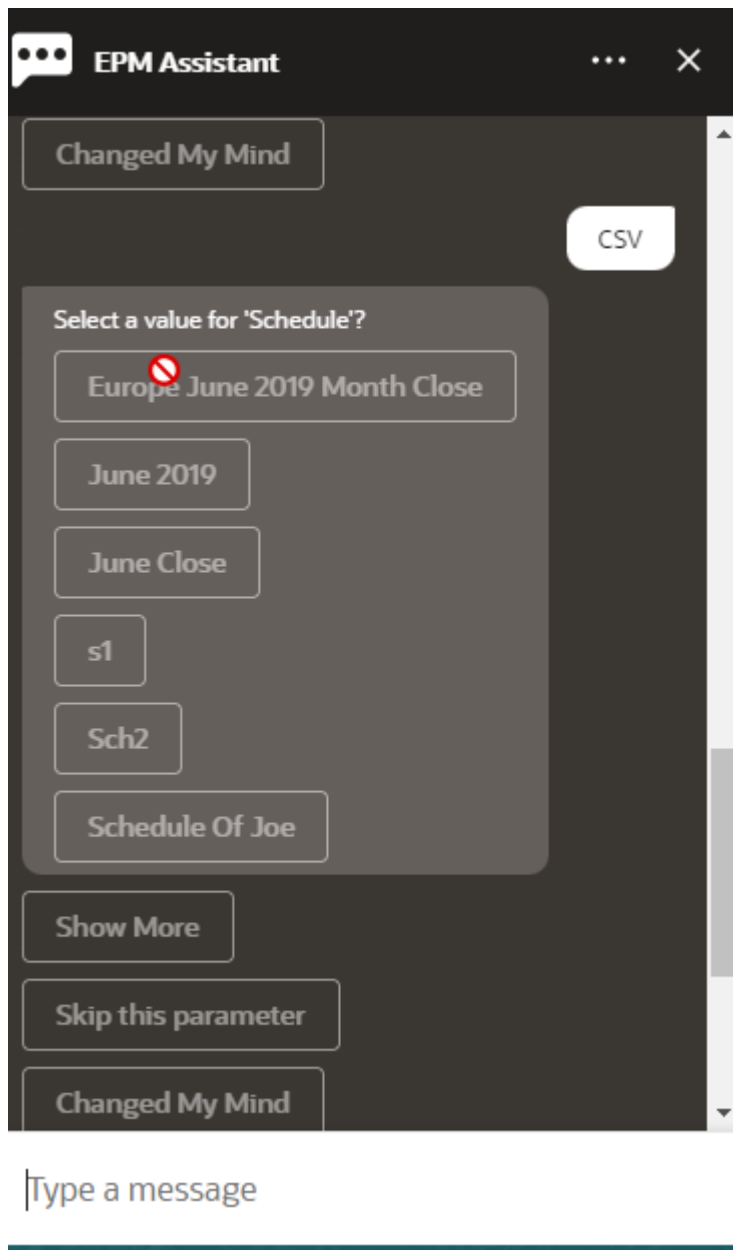 EPM Assistant
Changed My Mind
CSV
Select a value for 'Schedule'?
Europe June 2019 Month Close
June 2019
June Close
s1
Sch2
Schedule Of Joe
Show More
Skip this parameter
Changed My Mind
Type a message